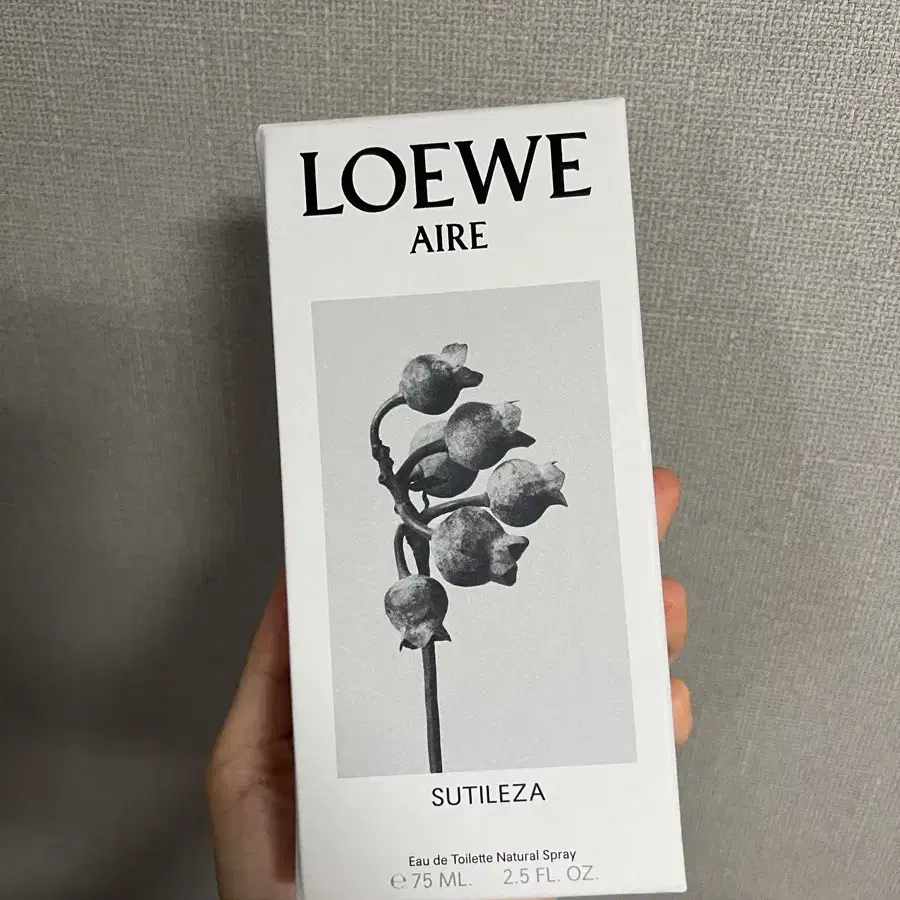 LOEWE
AIRE
SUTILEZA
Eau de Toilette Natural Spray
℮ 75 ML. 2.5 FL. OZ.